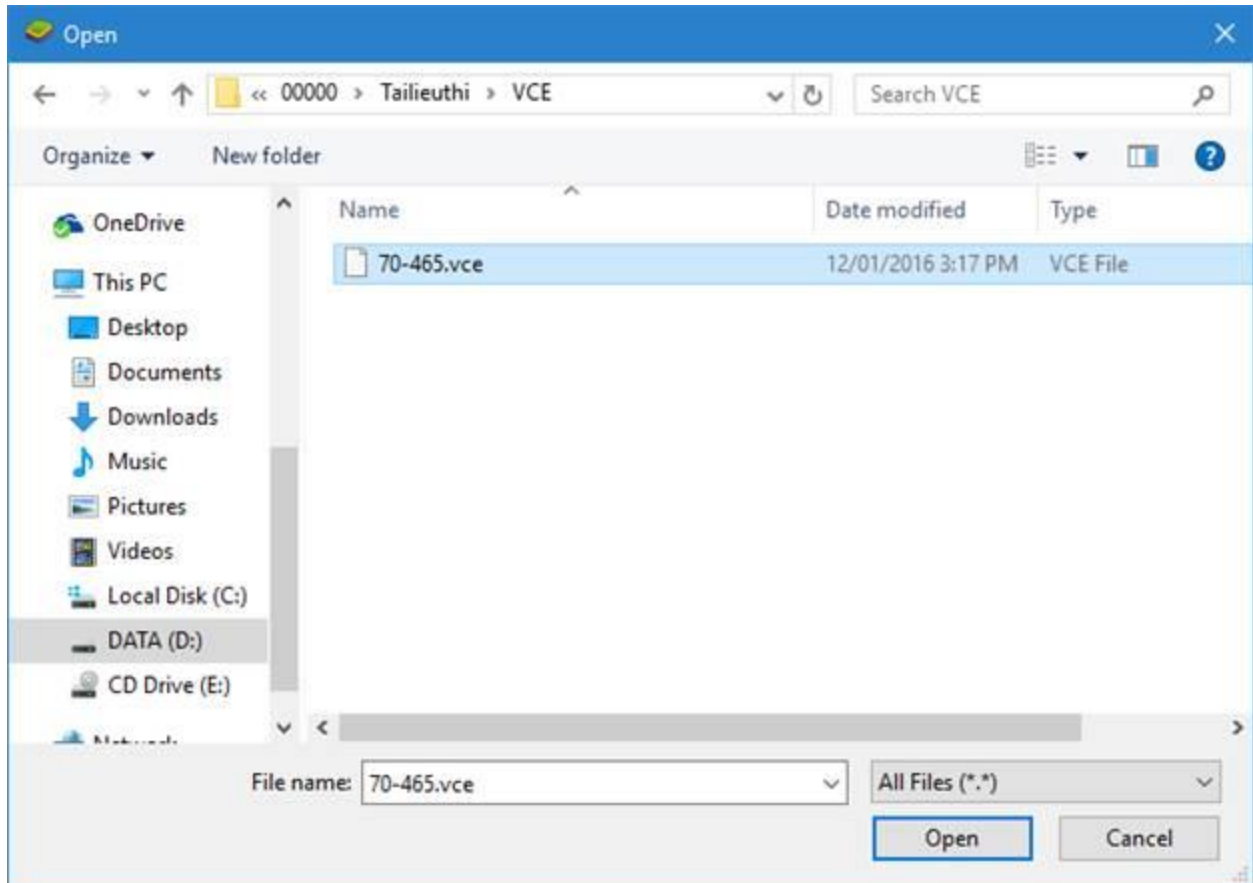 Open
« 00000 › Tailieuthi › VCE
Search VCE
Organize
New folder
Name
Date modified
Type
70-465.vce
12/01/2016 3:17 PM
VCE File
OneDrive
This PC
Desktop
Documents
Downloads
Music
Pictures
Videos
Local Disk (C:)
DATA (D:)
CD Drive (E:)
File name: 70-465.vce
All Files (*.*)
Open
Cancel